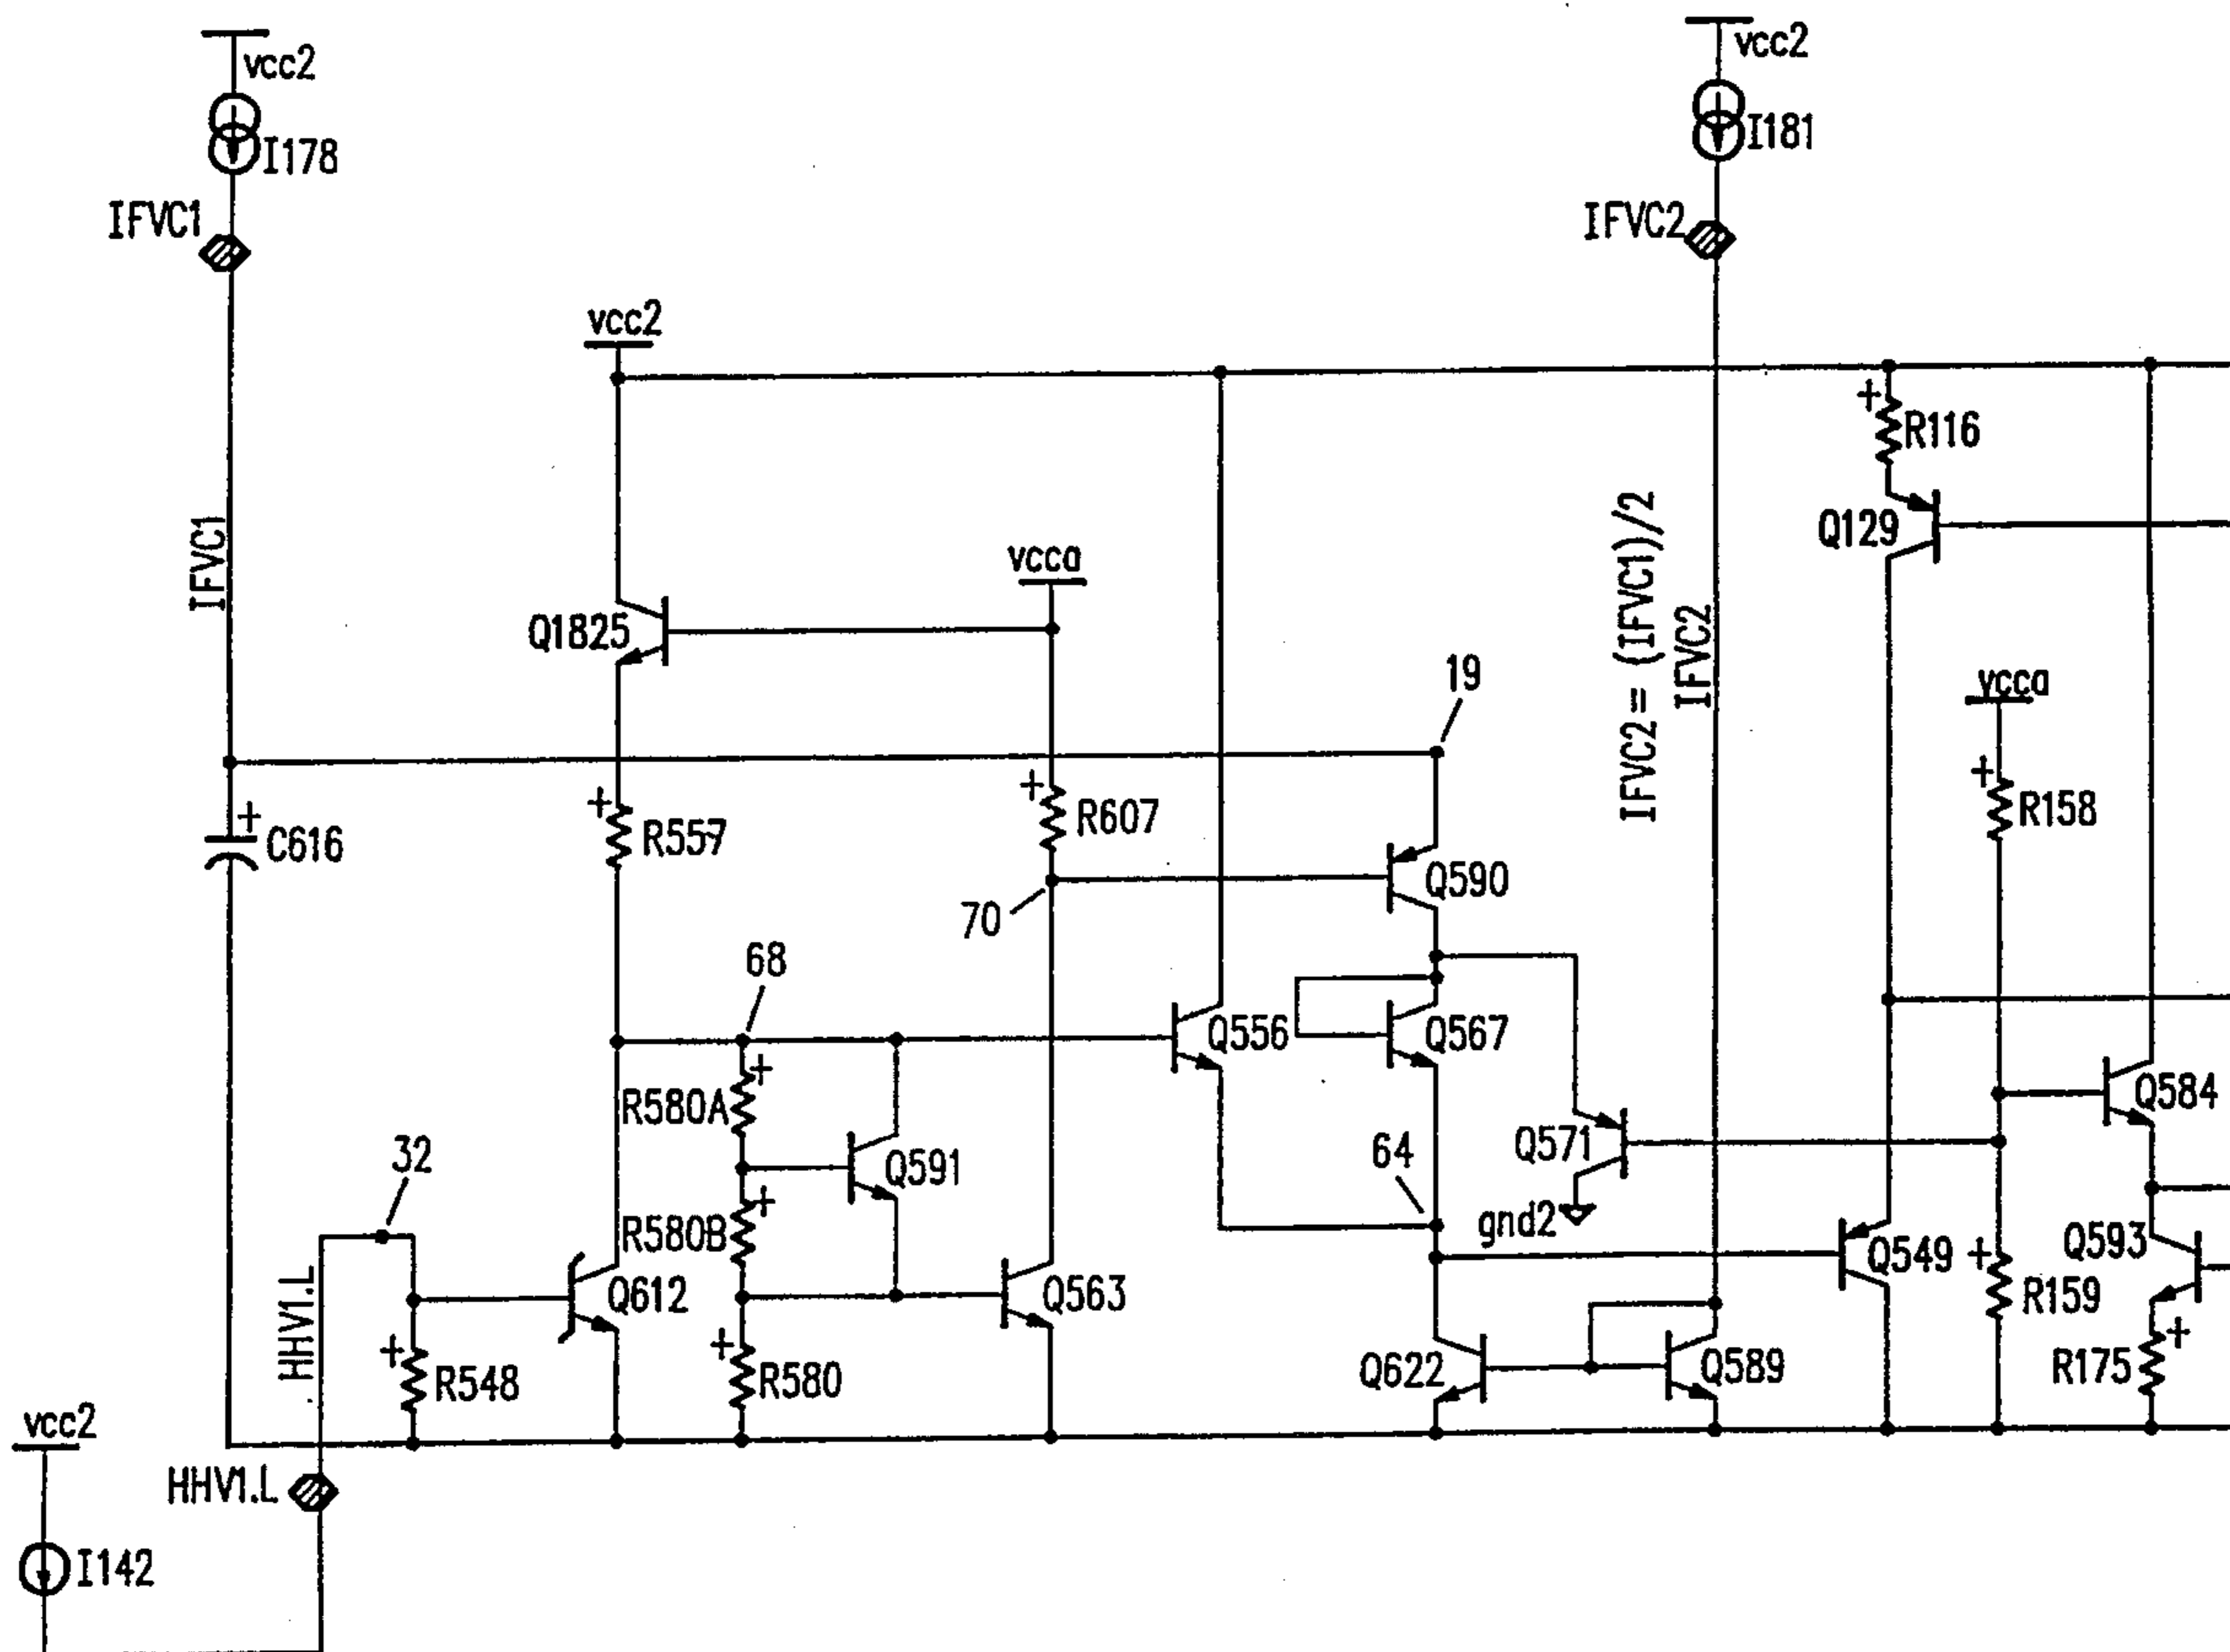 vcc2
I178
IFVC1
IFVC1
C616
vcc2
Q1825
R557
vcca
R607
70
68
R580A
R580B
Q591
32
HHV1.L
R548
Q612
R580
Q563
HHV1.L
vcc2
I142
Q556
19
Q590
Q567
Q571
64
gnd2
Q622
Q589
vcc2
I181
IFVC2
IFVC2 = (IFVC1)/2
IFVC2
R116
Q129
vcca
R158
Q584
Q549
R159
Q593
R175